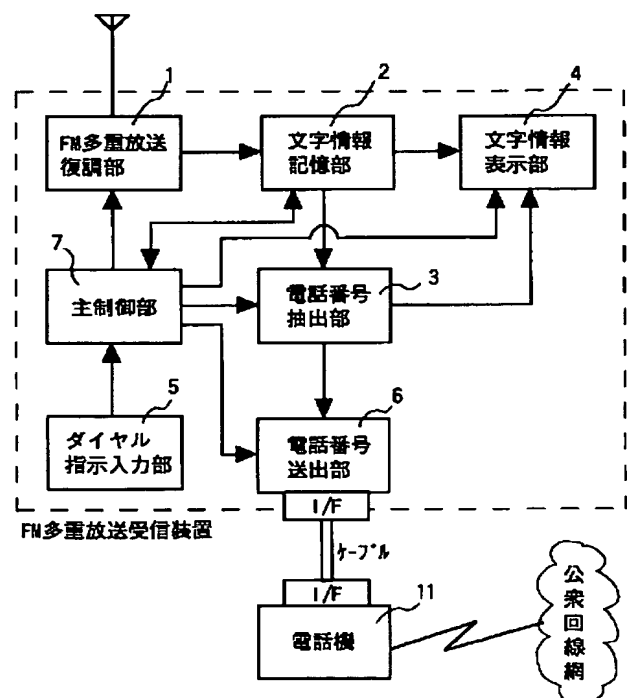 1
2
4
FM多重放送
復調部
文字情報
記憶部
文字情報
表示部
7
主制御部
3
電話番号
抽出部
5
ダイヤル
指示入力部
6
電話番号
送出部
I/F
FM多重放送受信装置
ケーブル
I/F
11
電話機
公衆回線網